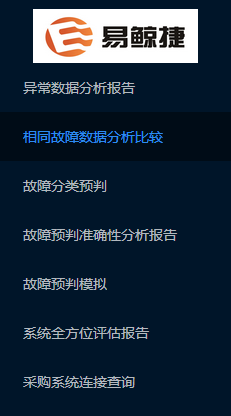 易鲸捷
异常数据分析报告
相同故障数据分析比较
故障分类预判
故障预判准确性分析报告
故障预判模拟
系统全方位评估报告
采购系统连接查询